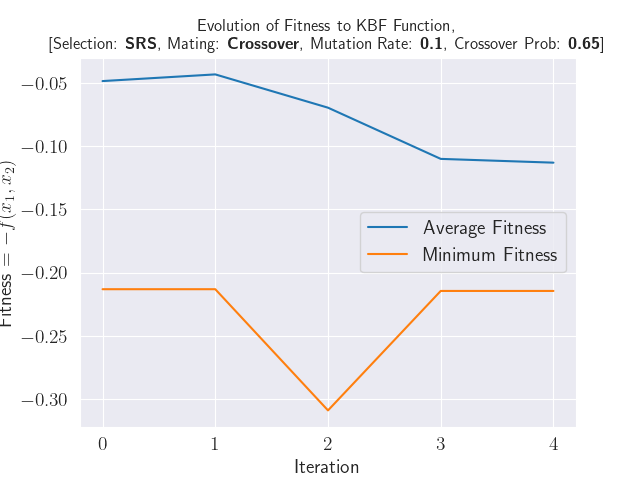 Evolution of Fitness to KBF Function,
[Selection: SRS, Mating: Crossover, Mutation Rate: 0.1, Crossover Prob: 0.65]
Fitness = −f(x₁, x₂)
−0.05
−0.10
−0.15
−0.20
−0.25
−0.30
Average Fitness
Minimum Fitness
0 1 2 3 4
Iteration